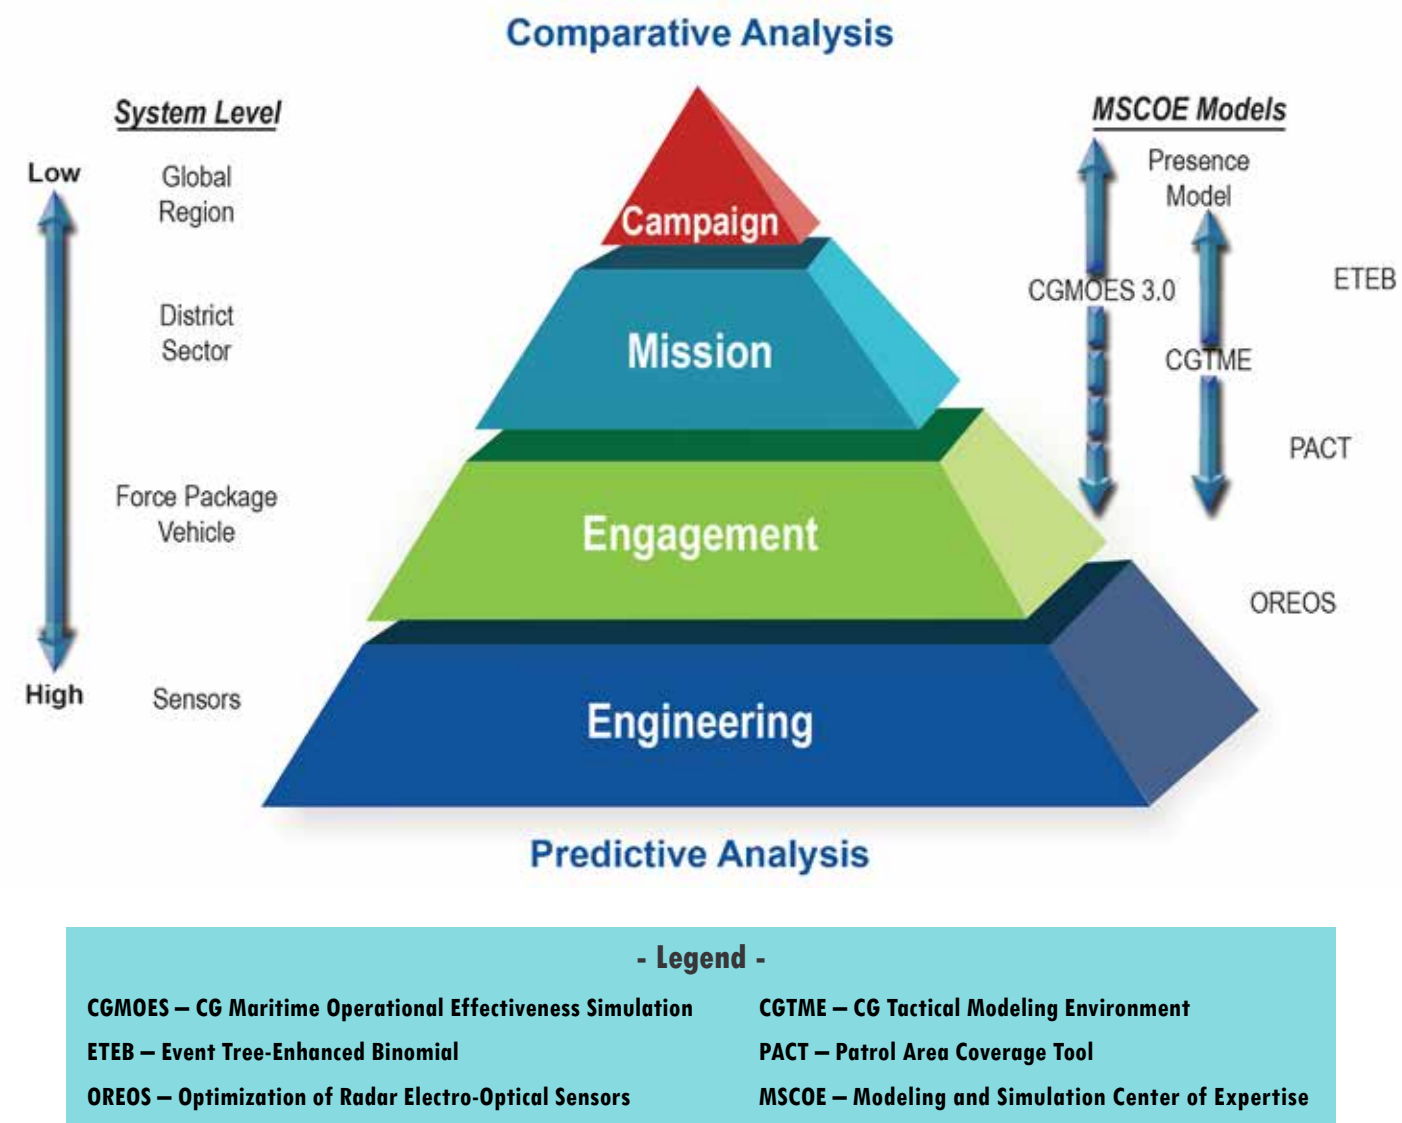 Comparative Analysis
System Level
Low
Global
Region
District
Sector
Force Package
Vehicle
High
Sensors
Campaign
Mission
Engagement
Engineering
MSCOE Models
Presence
Model
CGMOES 3.0
ETEB
CGTME
PACT
OREOS
Predictive Analysis
- Legend -
CGMOES – CG Maritime Operational Effectiveness Simulation
CGTME – CG Tactical Modeling Environment
ETEB – Event Tree-Enhanced Binomial
PACT – Patrol Area Coverage Tool
OREOS – Optimization of Radar Electro-Optical Sensors
MSCOE – Modeling and Simulation Center of Expertise